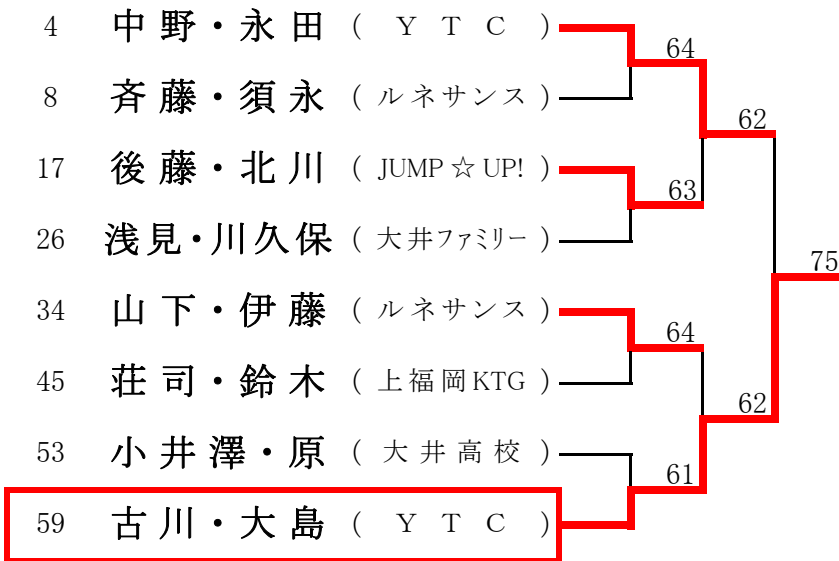 4 中野・永田 ( YTC )
64
8 斉藤・須永 ( ルネサンス )
62
17 後藤・北川 ( JUMP☆UP! )
63
26 浅見・川久保 ( 大井ファミリー )
75
34 山下・伊藤 ( ルネサンス )
64
45 荘司・鈴木 ( 上福岡KTG )
62
53 小井澤・原 ( 大井高校 )
61
59 古川・大島 ( YTC )